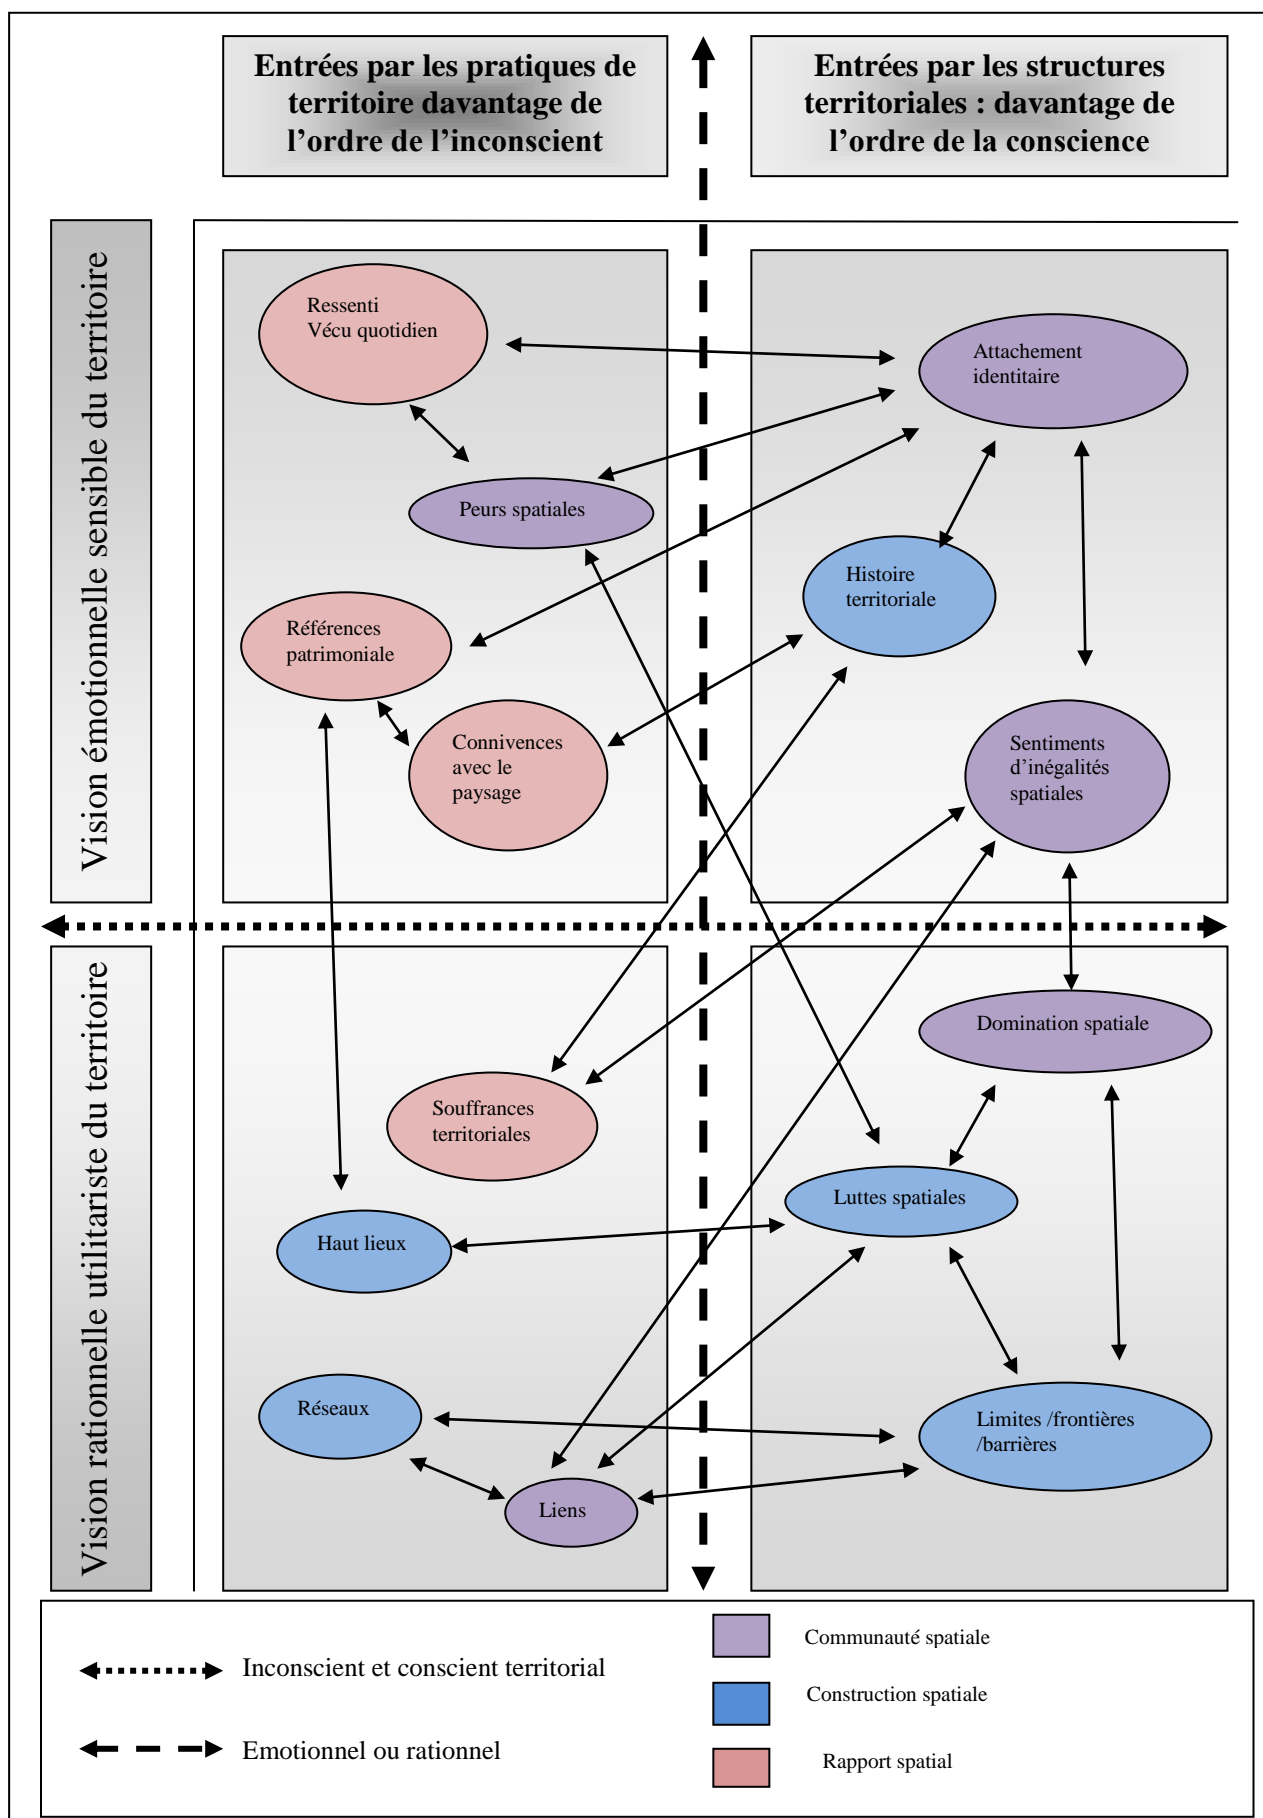 Entrées par les pratiques de
territoire davantage de
l’ordre de l’inconscient
Entrées par les structures
territoriales : davantage de
l’ordre de la conscience
Vision émotionnelle sensible du territoire
Ressenti
Vécu quotidien
Peurs spatiales
Références
patrimoniale
Connivences
avec le
paysage
Attachement
identitaire
Histoire
territoriale
Sentiments
d’inégalités
spatiales
Vision rationnelle utilitariste du territoire
Souffrances
territoriales
Haut lieux
Réseaux
Liens
Domination spatiale
Luttes spatiales
Limites /frontières
/barrières
Inconscient et conscient territorial
Emotionnel ou rationnel
Communauté spatiale
Construction spatiale
Rapport spatial